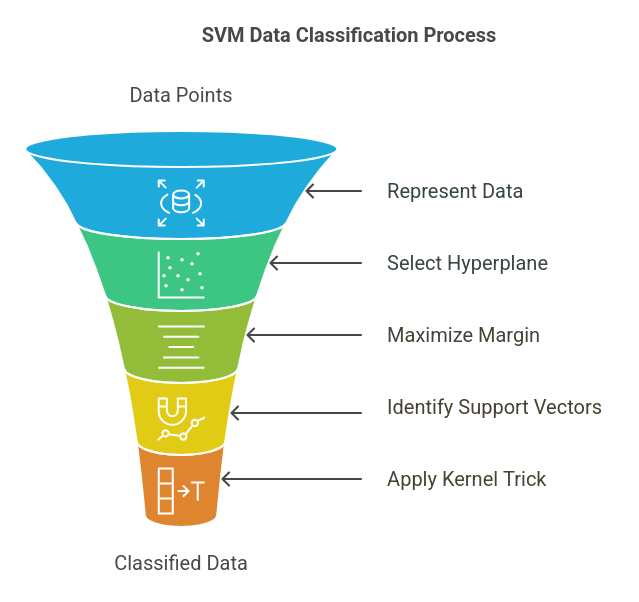 SVM Data Classification Process
Data Points
Represent Data
Select Hyperplane
Maximize Margin
Identify Support Vectors
Apply Kernel Trick
T
Classified Data